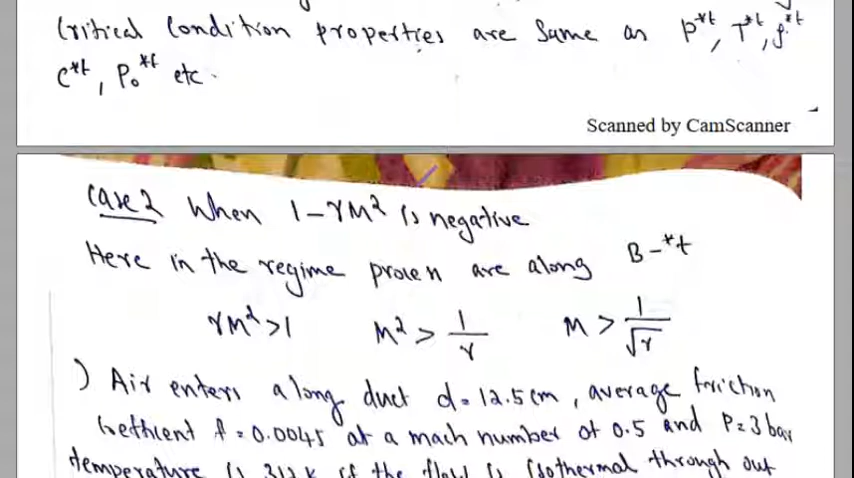 Critical Condition properties are same as P*t, T*t, ρ*t
C*t, P₀*t etc.
Scanned by CamScanner
Case 2 When 1-γM² is negative
Here in the regime process are along B-*t
γM²>1 M² > 1/γ M > 1/√γ
) Air enters a long duct d=12.5cm, average friction
Coefficient f=0.0045 at a mach number of 0.5 and P=3 bar
temperature is 312 K if the flow is isothermal through out